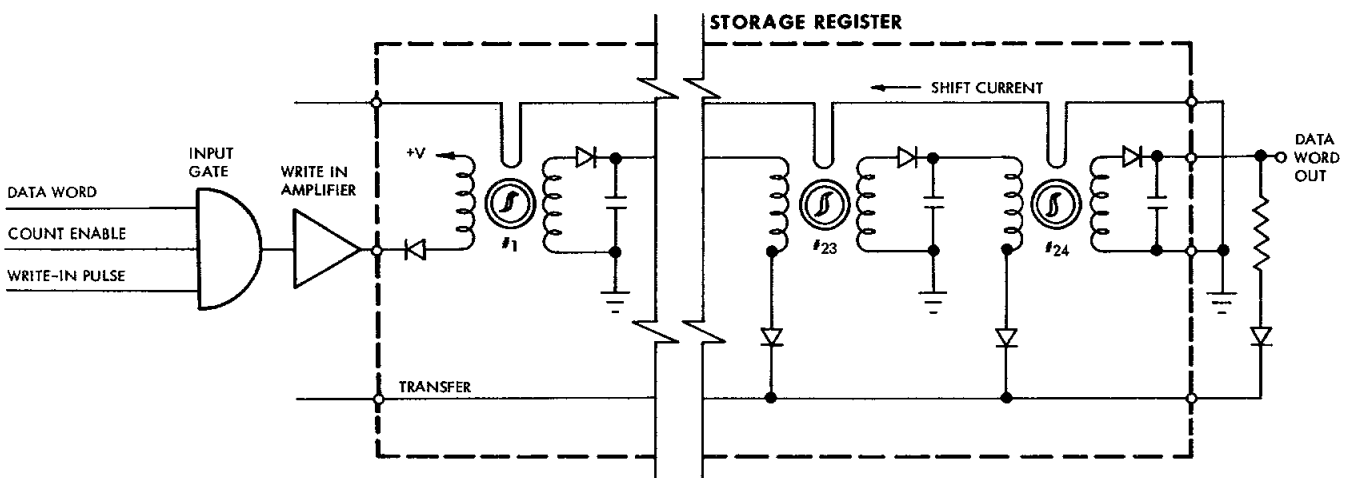 STORAGE REGISTER
SHIFT CURRENT
INPUT
GATE
WRITE IN
AMPLIFIER
+V
DATA
WORD
OUT
DATA WORD
COUNT ENABLE
WRITE-IN PULSE
#1
#23
#24
TRANSFER